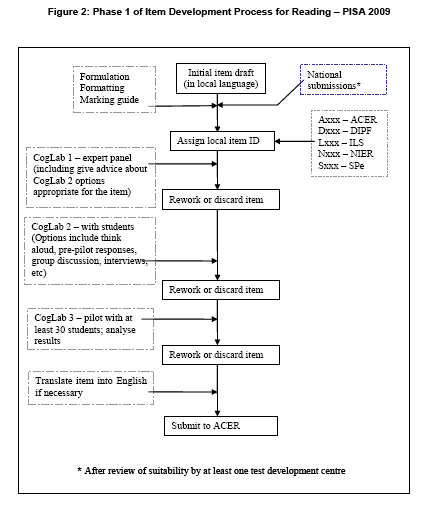 Figure 2: Phase 1 of Item Development Process for Reading – PISA 2009
Initial item draft
(in local language)
Formulation
Formatting
Marking guide
National
submissions*
Assign local item ID
Axxx – ACER
Dxxx – DIPF
Lxxx – ILS
Nxxx – NIER
Sxxx – SPe
CogLab 1 – expert panel
(including give advice about
CogLab 2 options
appropriate for the item)
Rework or discard item
CogLab 2 – with students
(Options include think
aloud, pre-pilot responses,
group discussion, interviews,
etc)
Rework or discard item
CogLab 3 – pilot with at
least 30 students; analyse
results
Rework or discard item
Translate item into English
if necessary
Submit to ACER
* After review of suitability by at least one test development centre